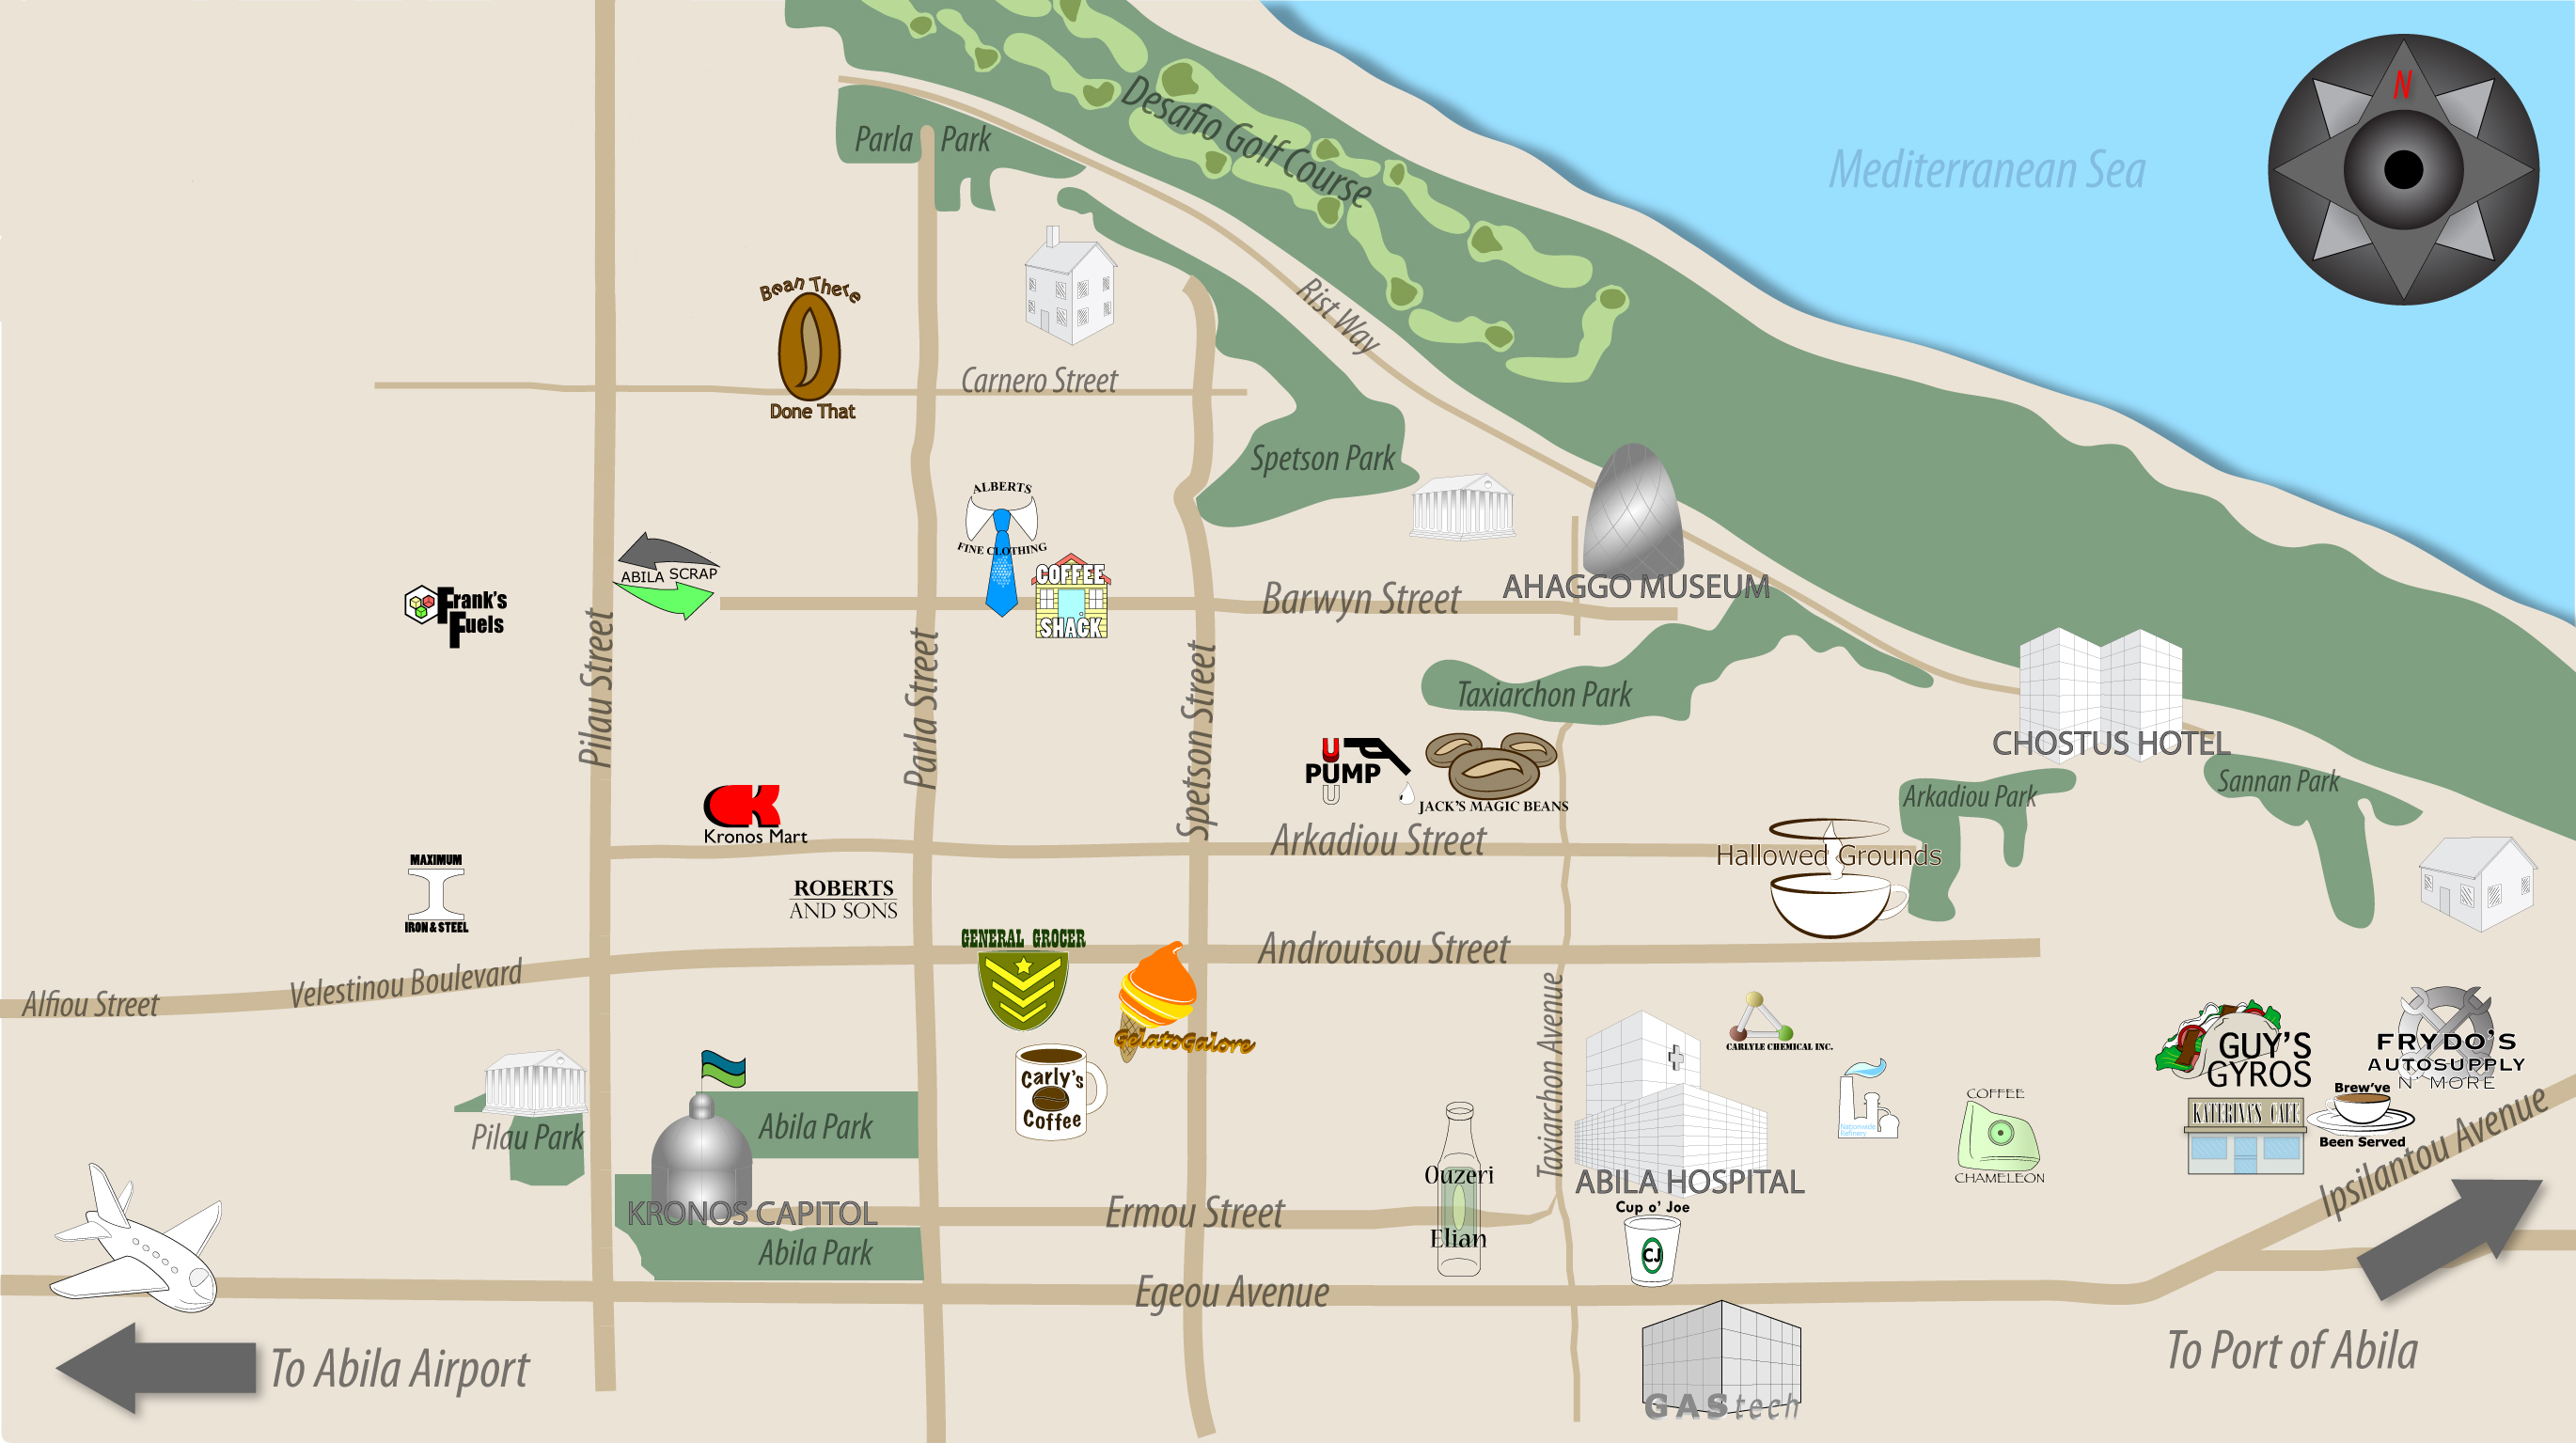 N
Desafio Golf Course
Mediterranean Sea
Parla Park
Bean There
Done That
Rist Way
Carnero Street
Spetson Park
ALBERTS
FINE CLOTHING
COFFEE
SHACK
ABILA SCRAP
Frank's
Fuels
Barwyn Street
AHAGGO MUSEUM
Pilau Street
Parla Street
Spetson Street
Taxiarchon Park
CHOSTUS HOTEL
Sannan Park
Arkadiou Park
U
PUMP
U
JACK'S MAGIC BEANS
Kronos Mart
Arkadiou Street
Hallowed Grounds
MAXIMUM
IRON & STEEL
ROBERTS
AND SONS
GENERAL GROCER
Androutsou Street
Velestinou Boulevard
Alfiou Street
GelatoGalore
Carly's
Coffee
Taxiarchon Avenue
CARLYLE CHEMICAL INC.
Nationwide
Refinery
COFFEE
CHAMELEON
GUY'S
GYROS
FRYDO'S
AUTOSUPPLY
N' MORE
KATERINA'S CAFE
Brew've
Been Served
Ipsilantou Avenue
Pilau Park
Abila Park
KRONOS CAPITOL
Abila Park
Ermou Street
Ouzeri
Elian
ABILA HOSPITAL
Cup o' Joe
CJ
Egeou Avenue
GAStech
To Abila Airport
To Port of Abila